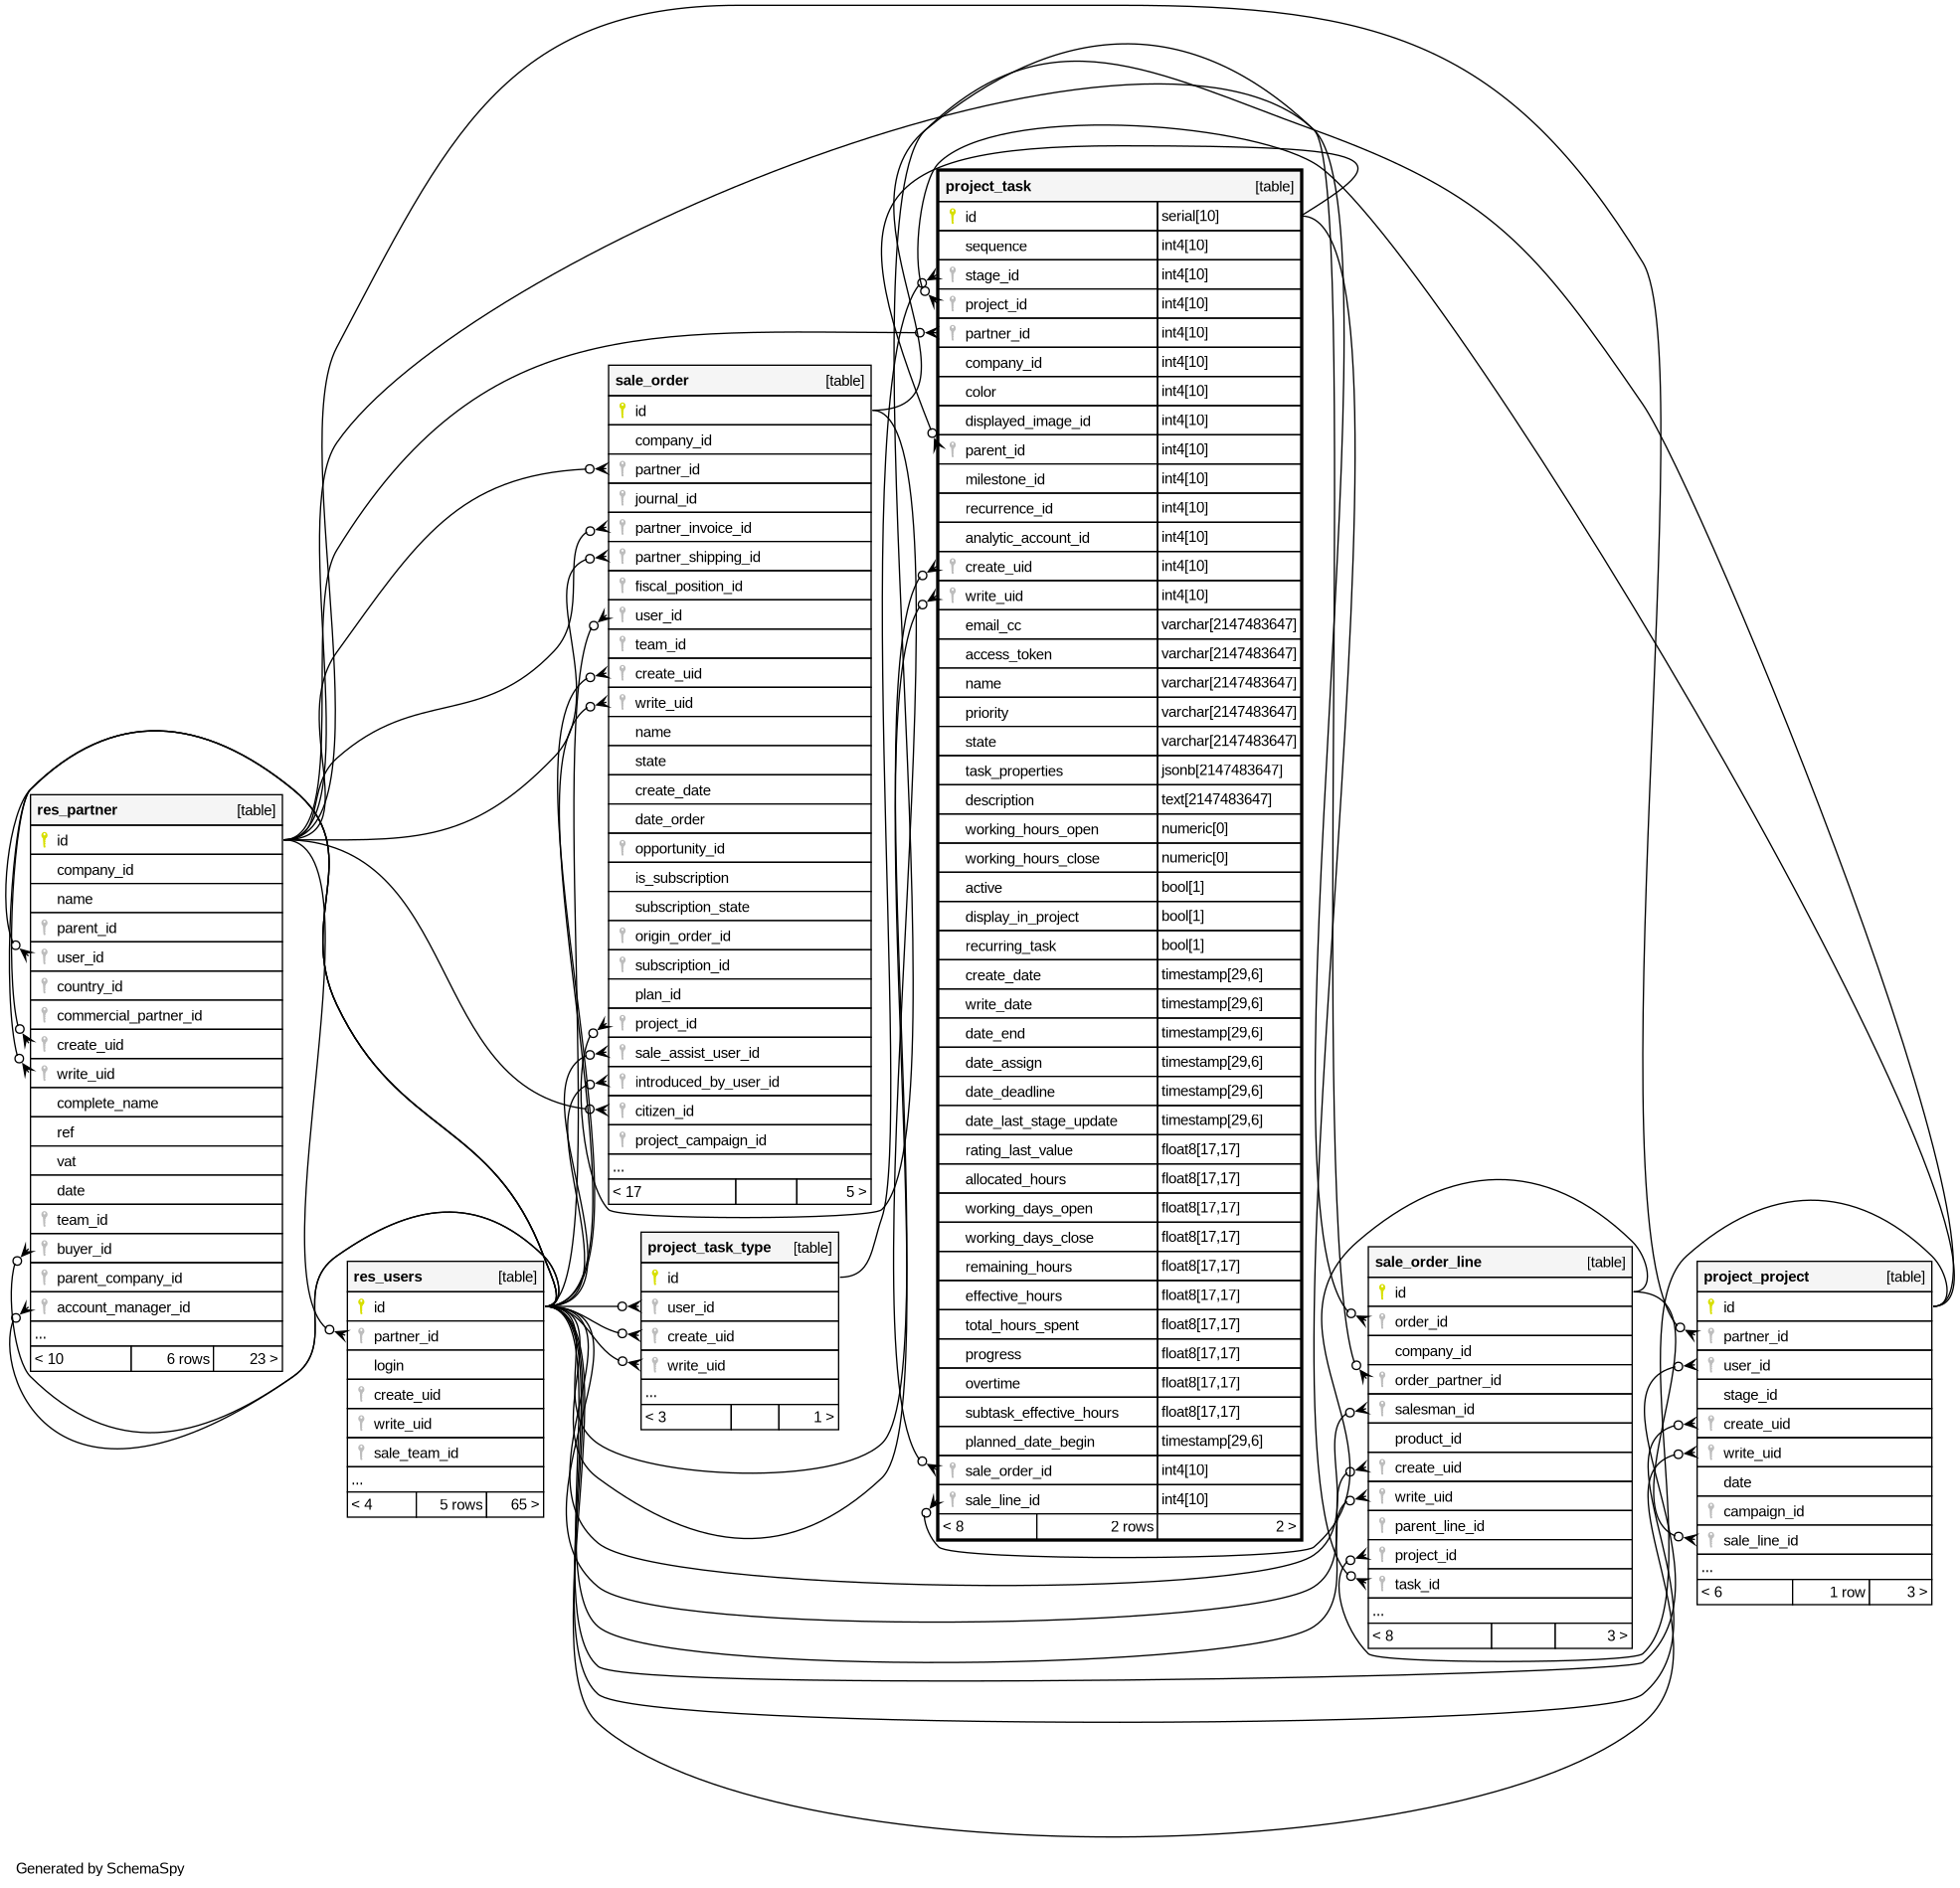 project_task [table]
id serial[10]
sequence int4[10]
stage_id int4[10]
project_id int4[10]
partner_id int4[10]
company_id int4[10]
color int4[10]
displayed_image_id int4[10]
parent_id int4[10]
milestone_id int4[10]
recurrence_id int4[10]
analytic_account_id int4[10]
create_uid int4[10]
write_uid int4[10]
email_cc varchar[2147483647]
access_token varchar[2147483647]
name varchar[2147483647]
priority varchar[2147483647]
state varchar[2147483647]
task_properties jsonb[2147483647]
description text[2147483647]
working_hours_open numeric[0]
working_hours_close numeric[0]
active bool[1]
display_in_project bool[1]
recurring_task bool[1]
create_date timestamp[29,6]
write_date timestamp[29,6]
date_end timestamp[29,6]
date_assign timestamp[29,6]
date_deadline timestamp[29,6]
date_last_stage_update timestamp[29,6]
rating_last_value float8[17,17]
allocated_hours float8[17,17]
working_days_open float8[17,17]
working_days_close float8[17,17]
remaining_hours float8[17,17]
effective_hours float8[17,17]
total_hours_spent float8[17,17]
progress float8[17,17]
overtime float8[17,17]
subtask_effective_hours float8[17,17]
planned_date_begin timestamp[29,6]
sale_order_id int4[10]
sale_line_id int4[10]
< 8 2 rows 2 >
sale_order [table]
id
company_id
partner_id
journal_id
partner_invoice_id
partner_shipping_id
fiscal_position_id
user_id
team_id
create_uid
write_uid
name
state
create_date
date_order
opportunity_id
is_subscription
subscription_state
origin_order_id
subscription_id
plan_id
project_id
sale_assist_user_id
introduced_by_user_id
citizen_id
project_campaign_id
...
< 17 5 >
res_partner [table]
id
company_id
name
parent_id
user_id
country_id
commercial_partner_id
create_uid
write_uid
complete_name
ref
vat
date
team_id
buyer_id
parent_company_id
account_manager_id
...
< 10 6 rows 23 >
res_users [table]
id
partner_id
login
create_uid
write_uid
sale_team_id
...
< 4 5 rows 65 >
project_task_type [table]
id
user_id
create_uid
write_uid
...
< 3 1 >
sale_order_line [table]
id
order_id
company_id
order_partner_id
salesman_id
product_id
create_uid
write_uid
parent_line_id
project_id
task_id
...
< 8 3 >
project_project [table]
id
partner_id
user_id
stage_id
create_uid
write_uid
date
campaign_id
sale_line_id
...
< 6 1 row 3 >
Generated by SchemaSpy